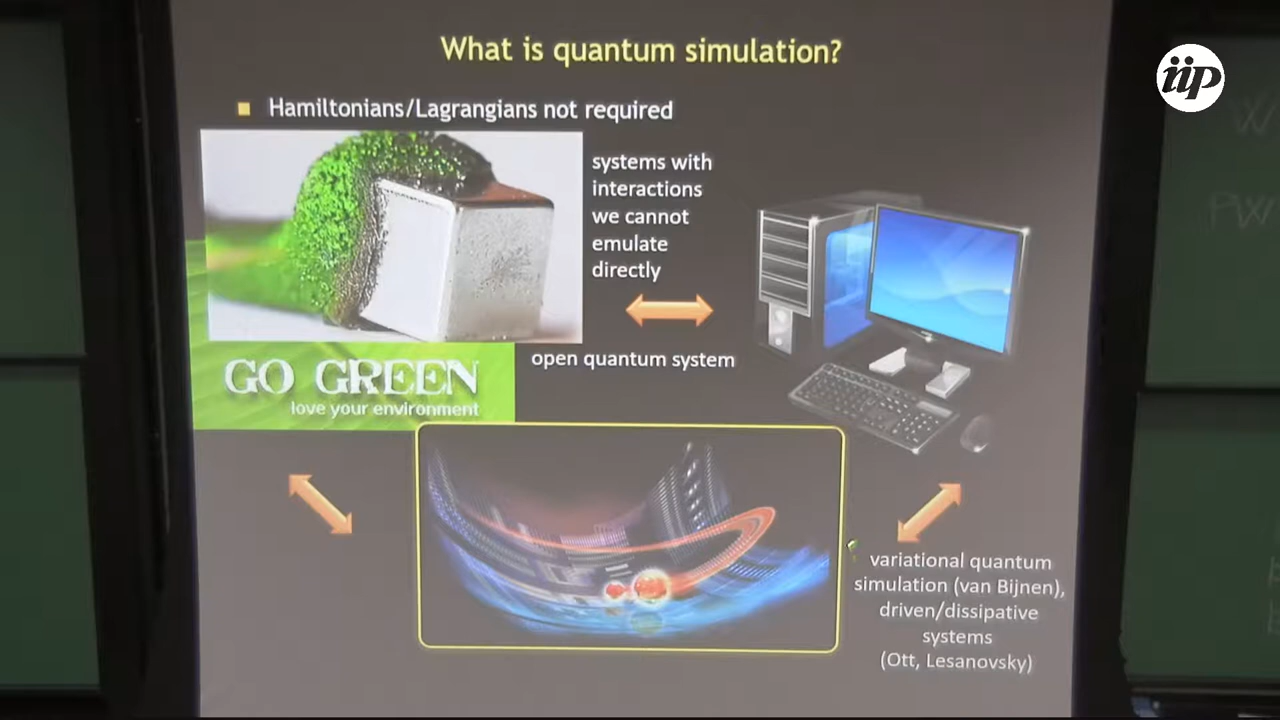 What is quantum simulation?
Hamiltonians/Lagrangians not required
systems with
interactions
we cannot
emulate
directly
open quantum system
GO GREEN
love your environment
variational quantum
simulation (van Bijnen),
driven/dissipative
systems
(Ott, Lesanovsky)
iip